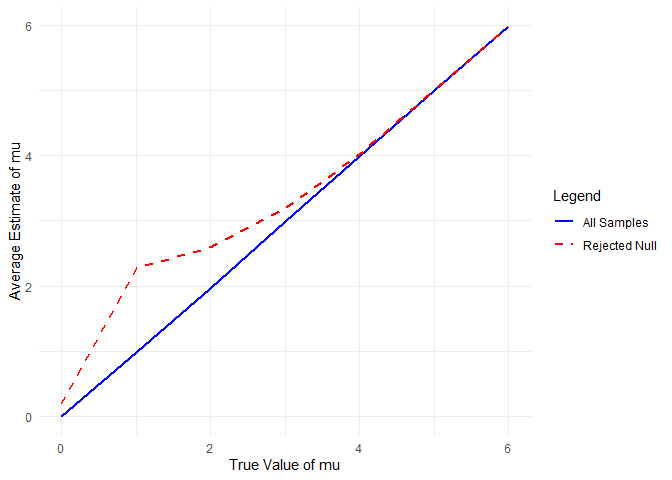 6
4
2
0
Average Estimate of mu
0
2
4
6
True Value of mu
Legend
All Samples
Rejected Null